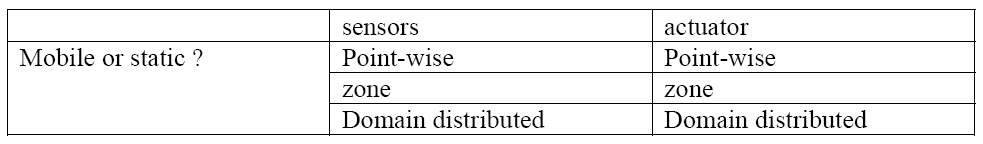 sensors actuator
Mobile or static ? Point-wise Point-wise
zone zone
Domain distributed Domain distributed